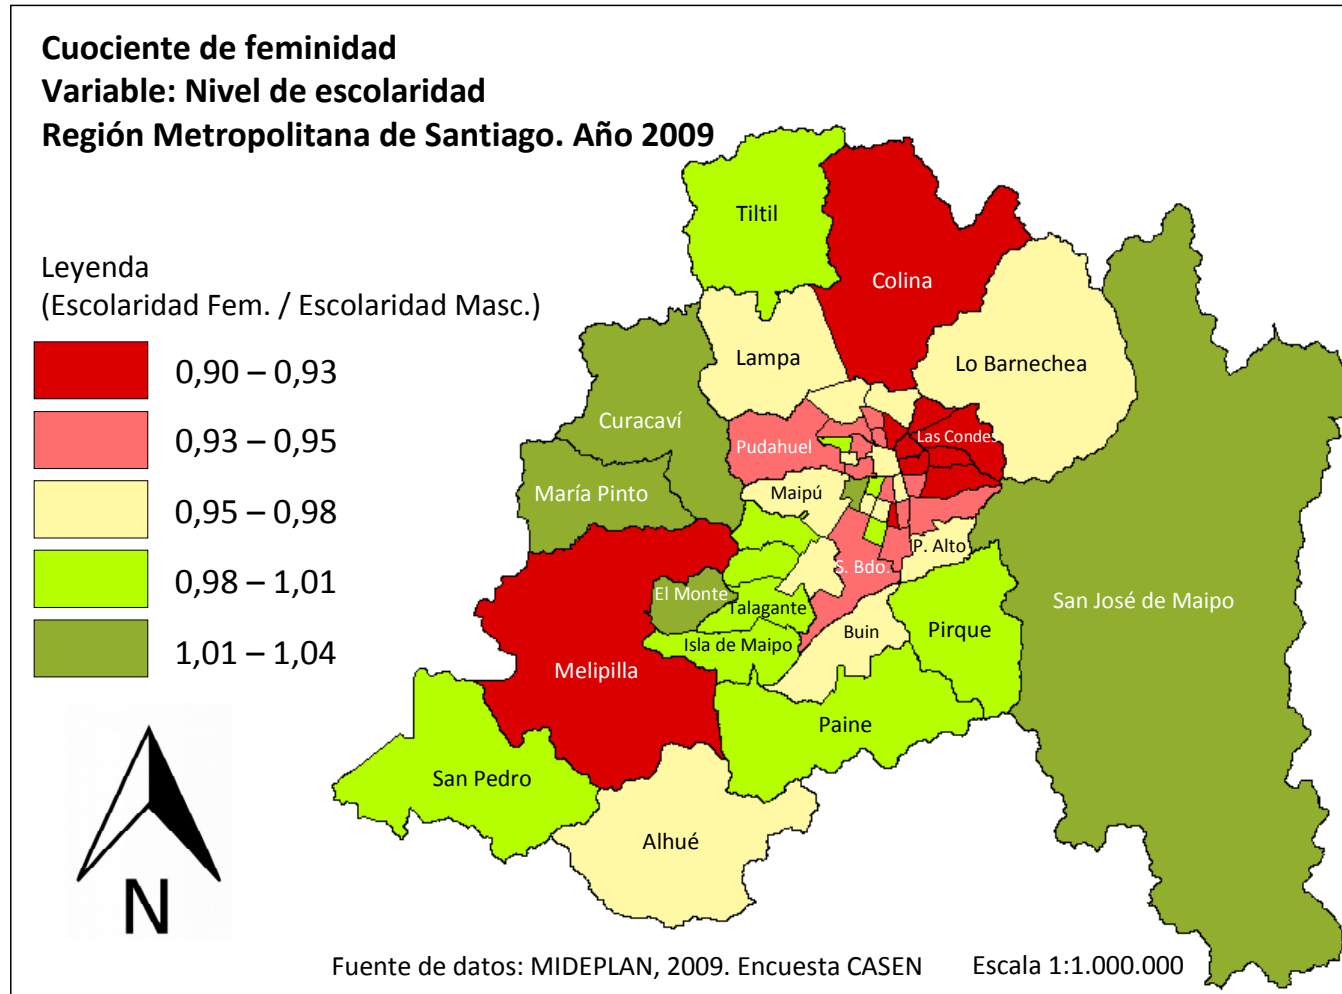 Cuociente de feminidad
Variable: Nivel de escolaridad
Región Metropolitana de Santiago. Año 2009
Leyenda
(Escolaridad Fem. / Escolaridad Masc.)
0,90 – 0,93
0,93 – 0,95
0,95 – 0,98
0,98 – 1,01
1,01 – 1,04
Tiltil
Colina
Lampa
Lo Barnechea
Curacaví
Las Condes
Pudahuel
María Pinto
Maipú
P. Alto
S. Bdo.
El Monte
Talagante
San José de Maipo
Isla de Maipo
Buin
Pirque
Melipilla
Paine
San Pedro
Alhué
N
Fuente de datos: MIDEPLAN, 2009. Encuesta CASEN
Escala 1:1.000.000